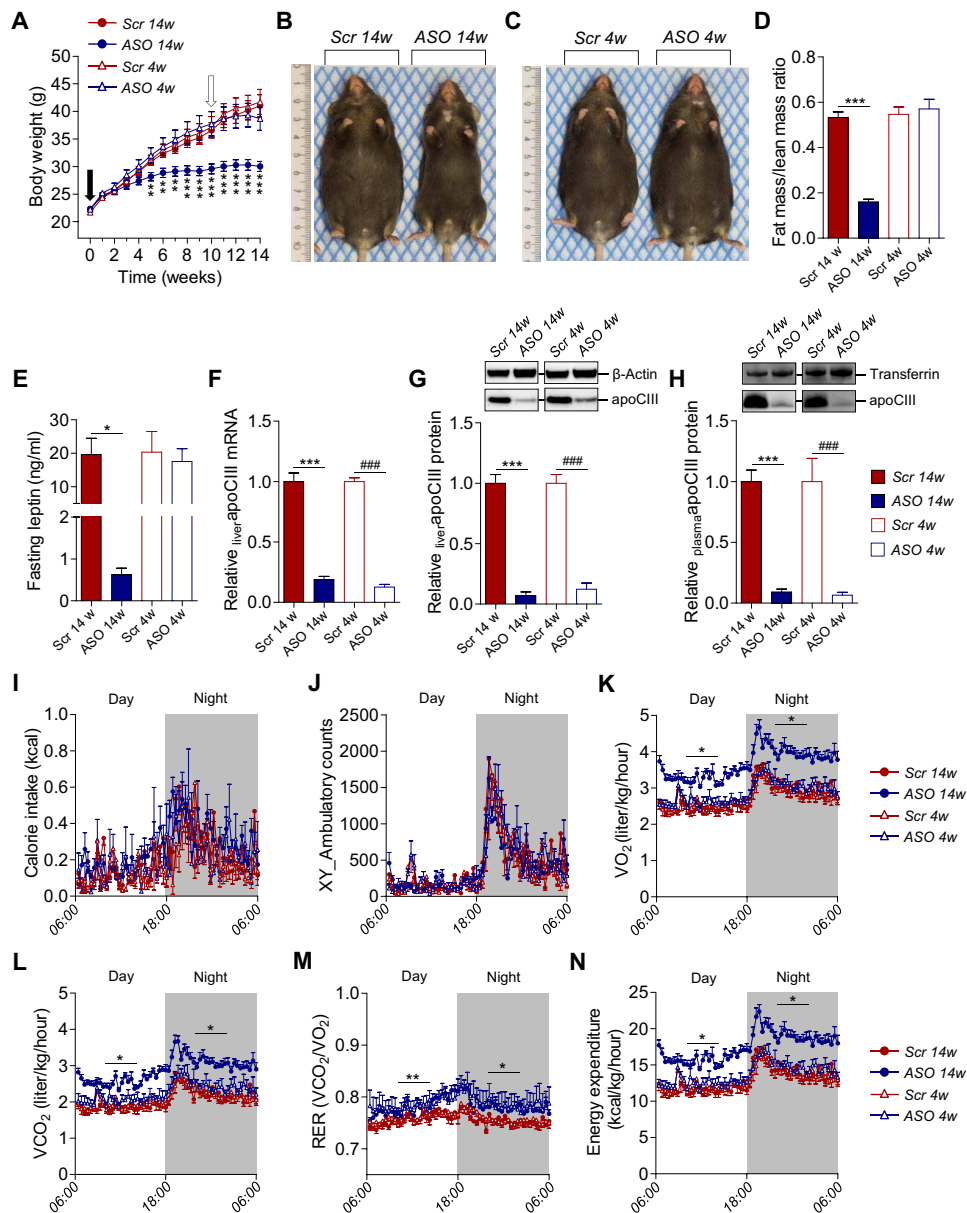 A
Scr 14w
ASO 14w
Scr 4w
ASO 4w
Body weight (g)
50
45
40
35
30
25
20
0 2 4 6 8 10 12 14
Time (weeks)
*** *** *** *** *** *** *** *** *** ***
B
Scr 14w ASO 14w
C
Scr 4w ASO 4w
D
Fat mass/lean mass ratio
0.8
0.6
0.4
0.2
0.0
***
Scr 14 w
ASO 14w
Scr 4w
ASO 4w
E
Fasting leptin (ng/ml)
30
20
10
1
0
*
Scr 14 w
ASO 14w
Scr 4w
ASO 4w
F
Relative liver apoCIII mRNA
1.5
1.0
0.5
0.0
***
###
Scr 14 w
ASO 14w
Scr 4w
ASO 4w
G
Scr 14w
ASO 14w
Scr 4w
ASO 4w
β-Actin
apoCIII
Relative liver apoCIII protein
1.5
1.0
0.5
0.0
***
###
Scr 14 w
ASO 14w
Scr 4w
ASO 4w
H
Scr 14w
ASO 14w
Scr 4w
ASO 4w
Transferrin
apoCIII
Relative plasma apoCIII protein
1.5
1.0
0.5
0.0
***
###
Scr 14 w
ASO 14w
Scr 4w
ASO 4w
Scr 14w
ASO 14w
Scr 4w
ASO 4w
I
Day Night
Calorie intake (kcal)
1.0
0.8
0.6
0.4
0.2
0.0
06:00 18:00 06:00
J
Day Night
XY_Ambulatory counts
2500
2000
1500
1000
500
0
06:00 18:00 06:00
K
Day Night
VO2 (liter/kg/hour)
5
4
3
2
1
0
* *
06:00 18:00 06:00
Scr 14w
ASO 14w
Scr 4w
ASO 4w
L
Day Night
VCO2 (liter/kg/hour)
5
4
3
2
1
0
* *
06:00 18:00 06:00
M
Day Night
RER (VCO2/VO2)
1.0
0.9
0.8
0.7
** *
06:00 18:00 06:00
N
Day Night
Energy expenditure
(kcal/kg/hour)
25
20
15
10
5
0
* *
06:00 18:00 06:00
Scr 14w
ASO 14w
Scr 4w
ASO 4w